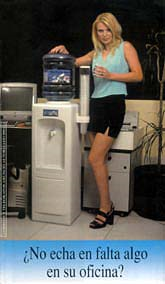 ¿No echa en falta algo
en su oficina?